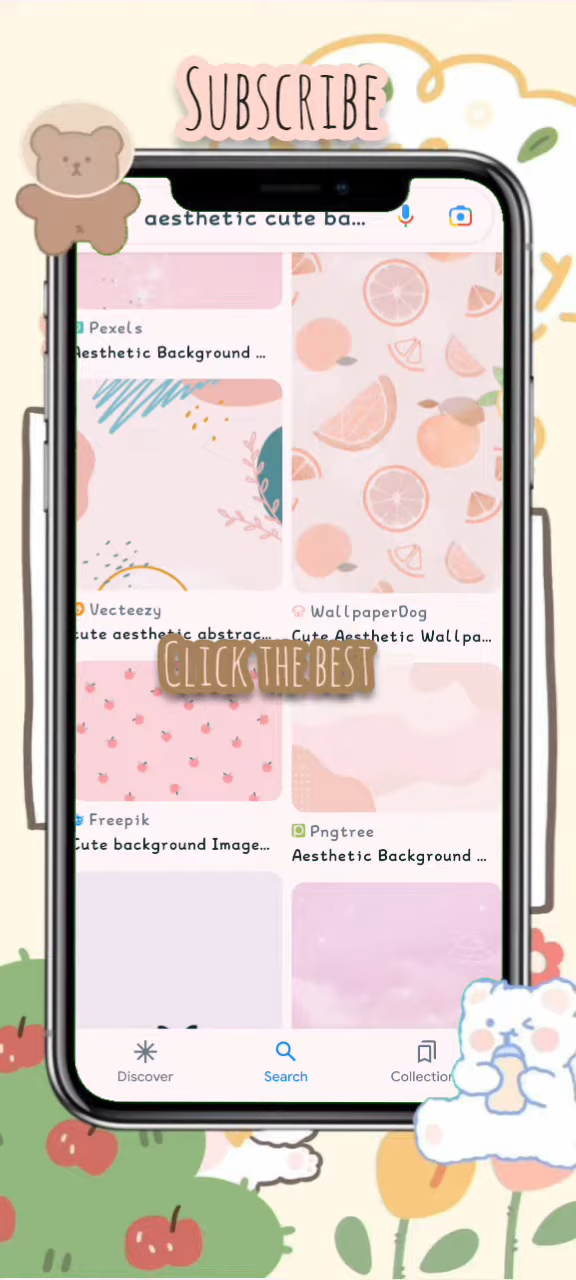 SUBSCRIBE
aesthetic cute ba...
Pexels
Aesthetic Background ...
Vecteezy
cute aesthetic abstrac...
WallpaperDog
Cute Aesthetic Wallpa...
CLICK THE BEST
Freepik
Cute background Image...
Pngtree
Aesthetic Background ...
Discover
Search
Collection